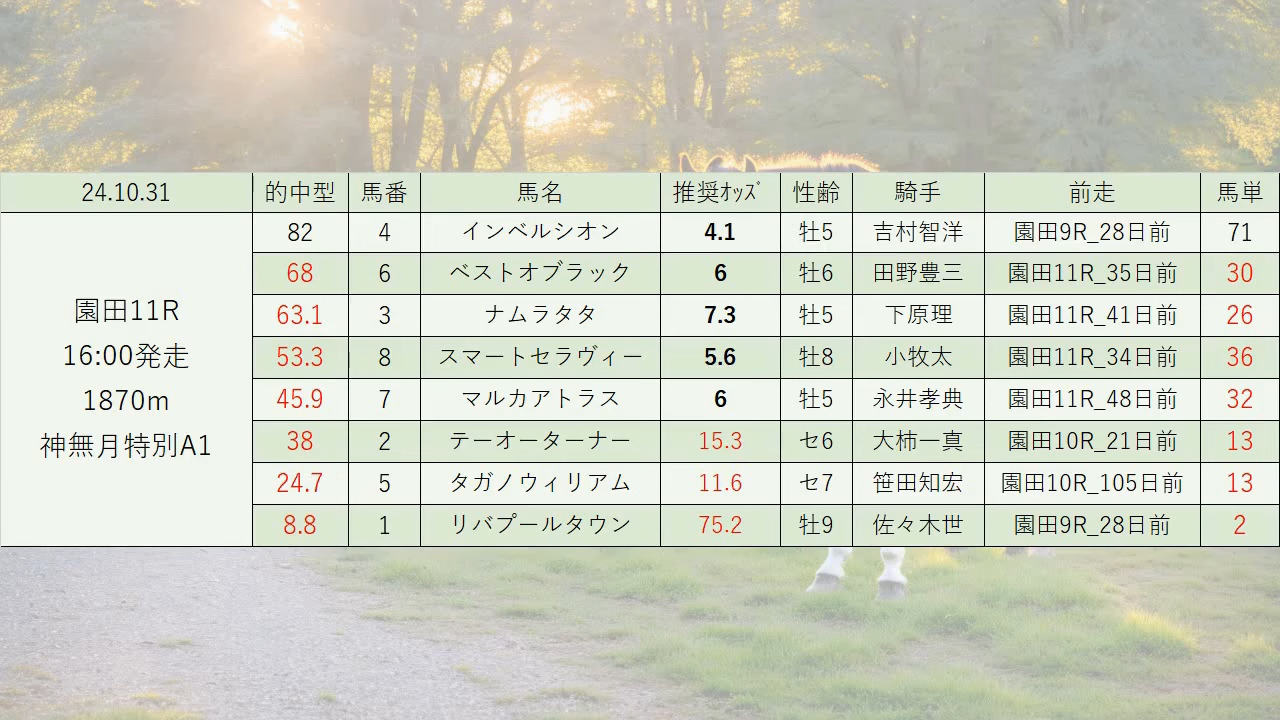 24.10.31 的中型 馬番 馬名 推奨ｵｯｽﾞ 性齢 騎手 前走 馬単
園田11R
16:00発走
1870m
神無月特別A1
82 4 インベルシオン 4.1 牡5 吉村智洋 園田9R_28日前 71
68 6 ベストオブラック 6 牡6 田野豊三 園田11R_35日前 30
63.1 3 ナムラタタ 7.3 牡5 下原理 園田11R_41日前 26
53.3 8 スマートセラヴィー 5.6 牡8 小牧太 園田11R_34日前 36
45.9 7 マルカアトラス 6 牡5 永井孝典 園田11R_48日前 32
38 2 テーオーターナー 15.3 セ6 大柿一真 園田10R_21日前 13
24.7 5 タガノウィリアム 11.6 セ7 笹田知宏 園田10R_105日前 13
8.8 1 リバプールタウン 75.2 牡9 佐々木世 園田9R_28日前 2